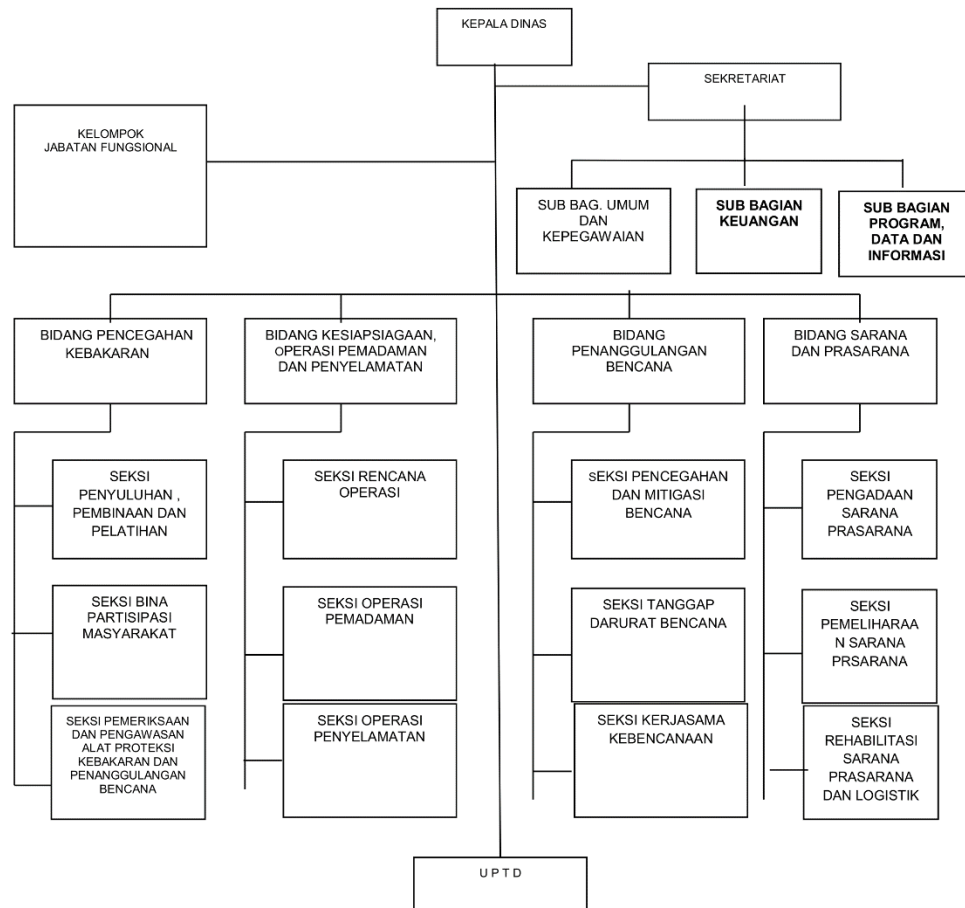 KEPALA DINAS
SEKRETARIAT
KELOMPOK
JABATAN FUNGSIONAL
SUB BAG. UMUM
DAN
KEPEGAWAIAN
SUB BAGIAN
KEUANGAN
SUB BAGIAN
PROGRAM,
DATA DAN
INFORMASI
BIDANG PENCEGAHAN
KEBAKARAN
BIDANG KESIAPSIAGAAN,
OPERASI PEMADAMAN
DAN PENYELAMATAN
BIDANG
PENANGGULANGAN
BENCANA
BIDANG SARANA
DAN PRASARANA
SEKSI
PENYULUHAN ,
PEMBINAAN DAN
PELATIHAN
SEKSI RENCANA
OPERASI
SEKSI PENCEGAHAN
DAN MITIGASI
BENCANA
SEKSI
PENGADAAN
SARANA
PRASARANA
SEKSI BINA
PARTISIPASI
MASYARAKAT
SEKSI OPERASI
PEMADAMAN
SEKSI TANGGAP
DARURAT BENCANA
SEKSI
PEMELIHARAA
N SARANA
PRSARANA
SEKSI PEMERIKSAAN
DAN PENGAWASAN
ALAT PROTEKSI
KEBAKARAN DAN
PENANGGULANGAN
BENCANA
SEKSI OPERASI
PENYELAMATAN
SEKSI KERJASAMA
KEBENCANAAN
SEKSI
REHABILITASI
SARANA
PRASARANA
DAN LOGISTIK
U P T D